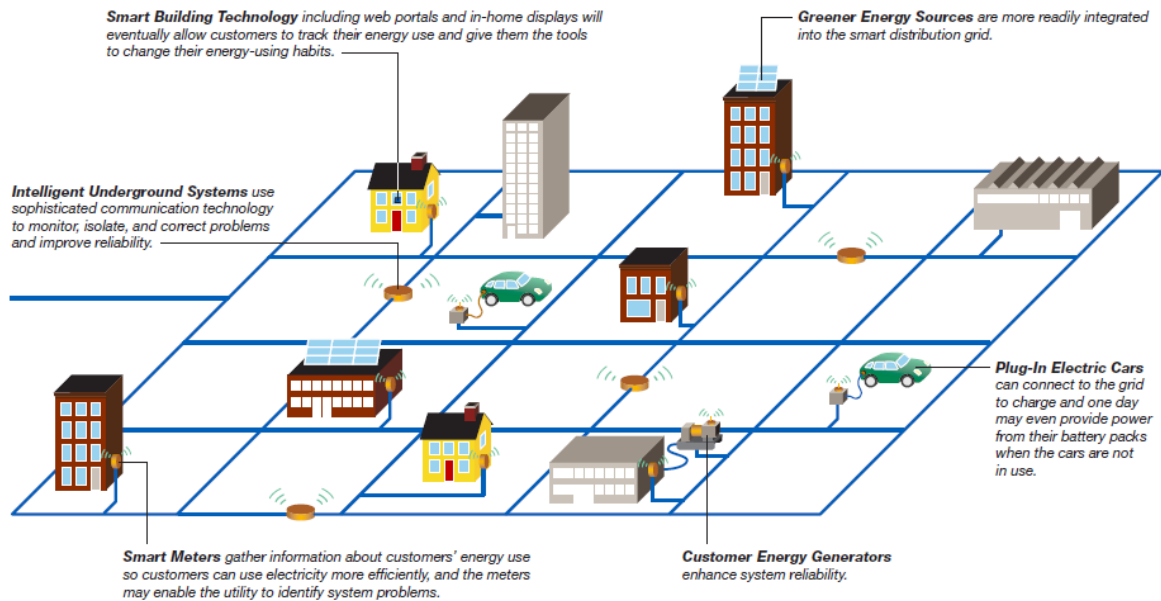 Smart Building Technology including web portals and in-home displays will
eventually allow customers to track their energy use and give them the tools
to change their energy-using habits.
Greener Energy Sources are more readily integrated
into the smart distribution grid.
Intelligent Underground Systems use
sophisticated communication technology
to monitor, isolate, and correct problems
and improve reliability.
Plug-In Electric Cars
can connect to the grid
to charge and one day
may even provide power
from their battery packs
when the cars are not
in use.
Smart Meters gather information about customers’ energy use
so customers can use electricity more efficiently, and the meters
may enable the utility to identify system problems.
Customer Energy Generators
enhance system reliability.